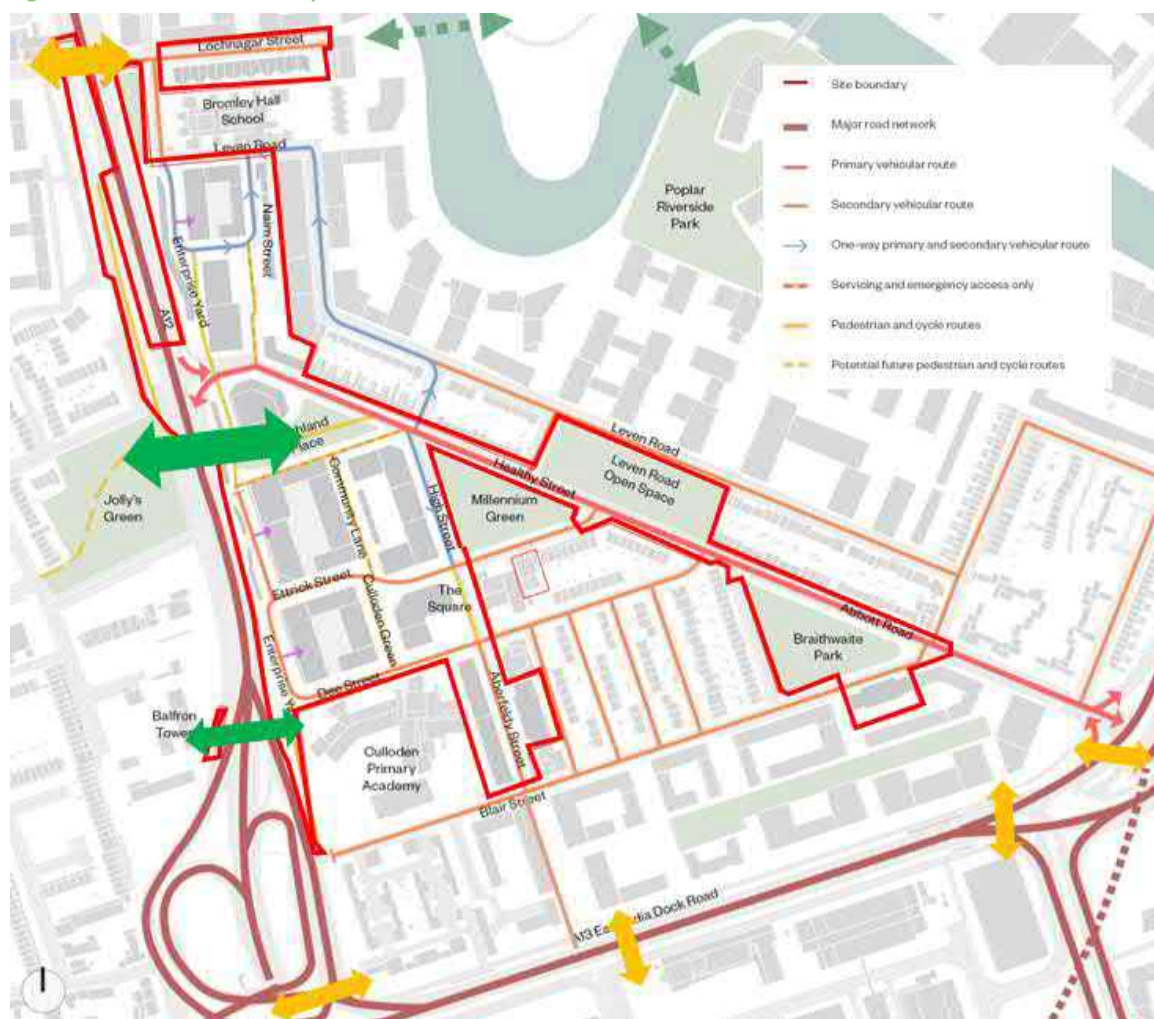 Lochnagar Street
Bromley Hall
School
Leven Road
Nairn Street
Enterprise Yard
A12
Poplar
Riverside
Park
Site boundary
Major road network
Primary vehicular route
Secondary vehicular route
One-way primary and secondary vehicular route
Servicing and emergency access only
Pedestrian and cycle routes
Potential future pedestrian and cycle routes
Jolly's
Green
Community Lane
High Street
Healthy Street
Millennium
Green
Leven Road
Leven Road
Open Space
Ettrick Street
Culloden Green
The
Square
Enterprise
Dee Street
Abbott Road
Braithwaite
Park
Aberfeldy Street
Balfron
Tower
Culloden
Primary
Academy
Blair Street
Dock Road